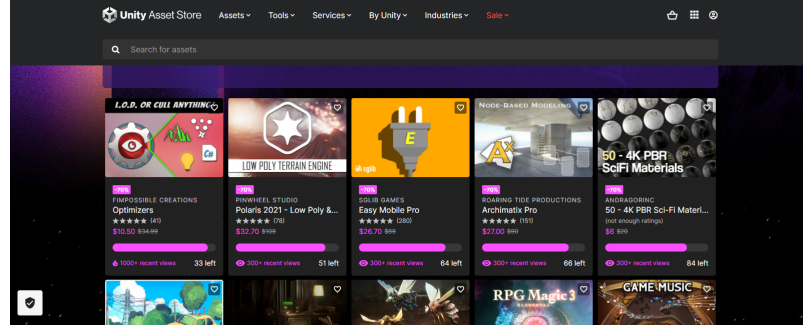 Unity Asset Store Assets Tools Services By Unity Industries Sale
Search for assets
L.O.D. OR CULL ANYTHING
C#
LOW POLY TERRAIN ENGINE
E
sglib
NODE-BASED MODELING
AX
50 - 4K PBR
SciFi Materials
-70% -70% -70% -70% -70%
FIMPOSSIBLE CREATIONS PINWHEEL STUDIO SGLIB GAMES ROARING TIDE PRODUCTIONS ANDRAGORINC
Optimizers Polaris 2021 - Low Poly &... Easy Mobile Pro Archimatix Pro 50 - 4K PBR Sci-Fi Materi...
(41) (78) (280) (151) (not enough ratings)
$10.50 $34.99 $32.70 $109 $26.70 $89 $27.00 $90 $6 $20
1000+ recent views 33 left 300+ recent views 51 left 300+ recent views 64 left 300+ recent views 66 left 300+ recent views 84 left
RPG Magic 3
GAME MUSIC